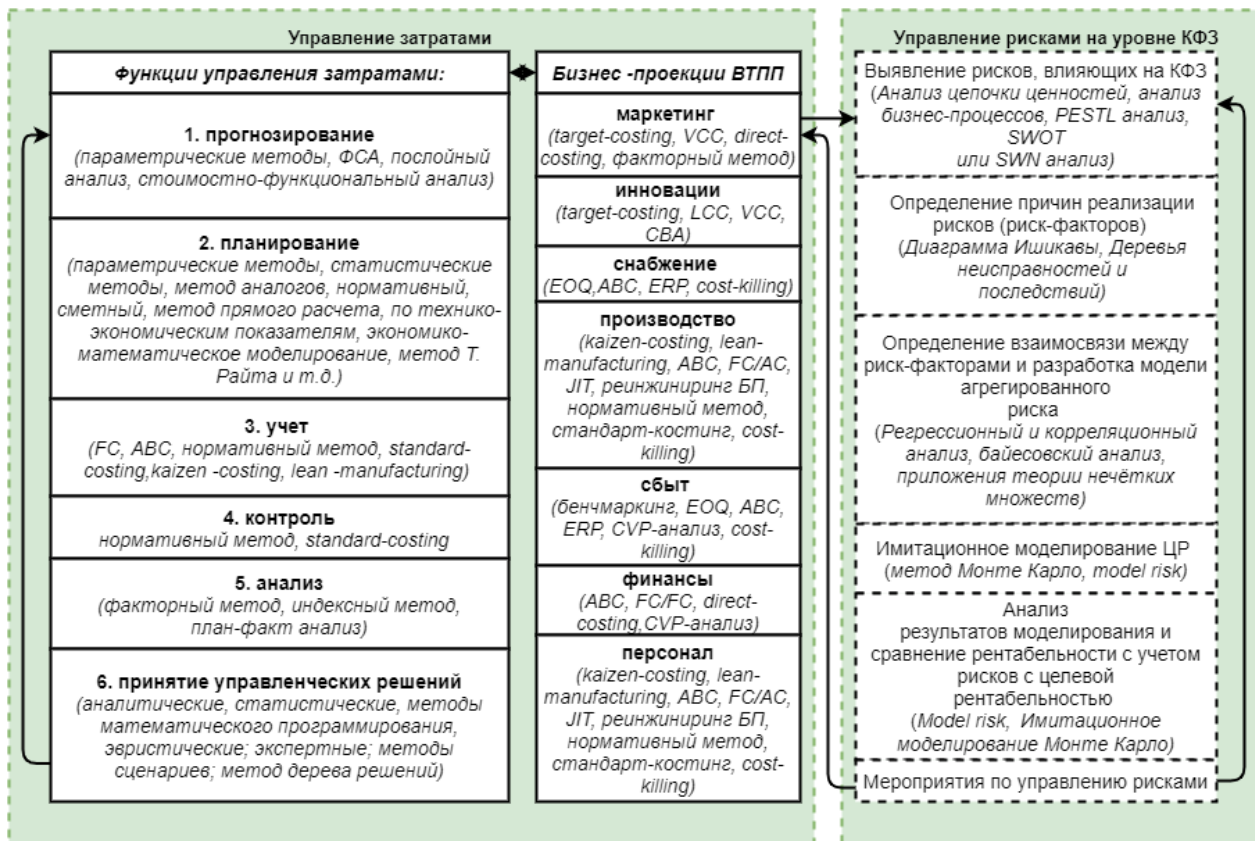 Управление затратами
Функции управления затратами:
1. прогнозирование
(параметрические методы, ФСА, послойный
анализ, стоимостно-функциональный анализ)
2. планирование
(параметрические методы, статистические
методы, метод аналогов, нормативный,
сметный, метод прямого расчета, по технико-
экономическим показателям, экономико-
математическое моделирование, метод Т.
Райта и т.д.)
3. учет
(FC, ABC, нормативный метод, standard-
costing,kaizen -costing, lean -manufacturing)
4. контроль
нормативный метод, standard-costing
5. анализ
(факторный метод, индексный метод,
план-факт анализ)
6. принятие управленческих решений
(аналитические, статистические, методы
математического программирования,
эвристические; экспертные; методы
сценариев; метод дерева решений)
Бизнес -проекции ВТПП
маркетинг
(target-costing, VCC, direct-
costing, факторный метод)
инновации
(target-costing, LCC, VCC,
CBA)
снабжение
(EOQ,ABC, ERP, cost-killing)
производство
(kaizen-costing, lean-
manufacturing, ABC, FC/AC,
JIT, реинжиниринг БП,
нормативный метод,
стандарт-костинг, cost-
killing)
сбыт
(бенчмаркинг, EOQ, ABC,
ERP, CVP-анализ, cost-
killing)
финансы
(ABC, FC/FC, direct-
costing,CVP-анализ)
персонал
(kaizen-costing, lean-
manufacturing, ABC, FC/AC,
JIT, реинжиниринг БП,
нормативный метод,
стандарт-костинг, cost-
killing)
Управление рисками на уровне КФЗ
Выявление рисков, влияющих на КФЗ
(Анализ цепочки ценностей, анализ
бизнес-процессов, PESTL анализ,
SWOT
или SWN анализ)
Определение причин реализации
рисков (риск-факторов)
(Диаграмма Ишикавы, Деревья
неисправностей и
последствий)
Определение взаимосвязи между
риск-факторами и разработка модели
агрегированного
риска
(Регрессионный и корреляционный
анализ, байесовский анализ,
приложения теории нечётких
множеств)
Имитационное моделирование ЦР
(метод Монте Карло, model risk)
Анализ
результатов моделирования и
сравнение рентабельности с учетом
рисков с целевой
рентабельностью
(Model risk, Имитационное
моделирование Монте Карло)
Мероприятия по управлению рисками